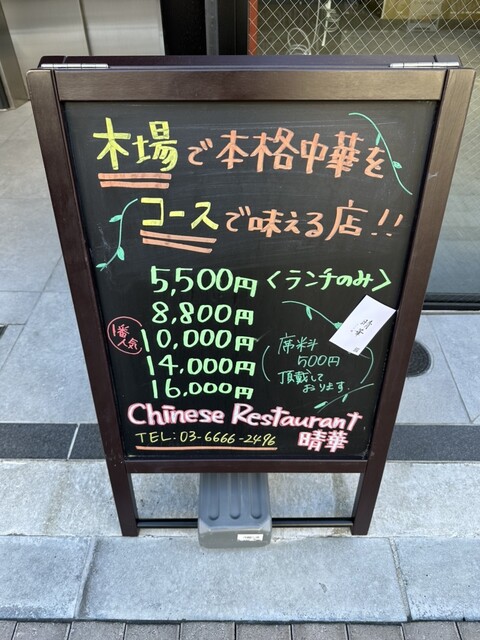 木場で本格中華を
コースで味える店!!
5,500円<ランチのみ>
8,800円
1番人気
10,000円
14,000円
16,000円
席料
500円
頂戴して
おります
Chinese Restaurant
TEL:03-6666-2496
晴華